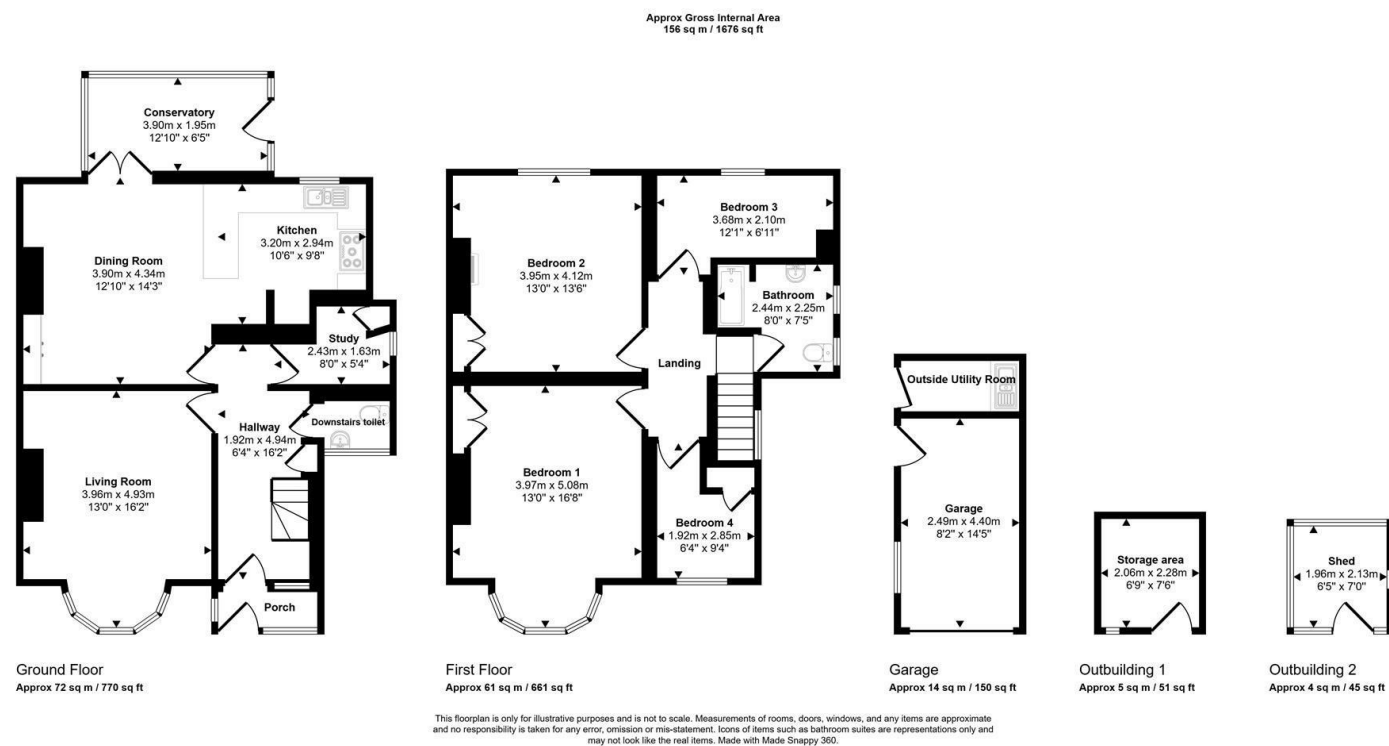 Approx Gross Internal Area
156 sq m / 1676 sq ft
Conservatory
3.90m x 1.95m
12'10" x 6'5"
Kitchen
3.20m x 2.94m
10'6" x 9'8"
Dining Room
3.90m x 4.34m
12'10" x 14'3"
Study
2.43m x 1.63m
8'0" x 5'4"
Hallway
1.92m x 4.94m
6'4" x 16'2"
Downstairs toilet
Living Room
3.96m x 4.93m
13'0" x 16'2"
Porch
Ground Floor
Approx 72 sq m / 770 sq ft
Bedroom 3
3.68m x 2.10m
12'1" x 6'11"
Bedroom 2
3.95m x 4.12m
13'0" x 13'6"
Bathroom
2.44m x 2.25m
8'0" x 7'5"
Landing
Bedroom 1
3.97m x 5.08m
13'0" x 16'8"
Bedroom 4
1.92m x 2.85m
6'4" x 9'4"
First Floor
Approx 61 sq m / 661 sq ft
Outside Utility Room
Garage
2.49m x 4.40m
8'2" x 14'5"
Garage
Approx 14 sq m / 150 sq ft
Storage area
2.06m x 2.28m
6'9" x 7'6"
Outbuilding 1
Approx 5 sq m / 51 sq ft
Shed
1.96m x 2.13m
6'5" x 7'0"
Outbuilding 2
Approx 4 sq m / 45 sq ft
This floorplan is only for illustrative purposes and is not to scale. Measurements of rooms, doors, windows, and any items are approximate
and no responsibility is taken for any error, omission or mis-statement. Icons of items such as bathroom suites are representations only and
may not look like the real items. Made with Made Snappy 360.